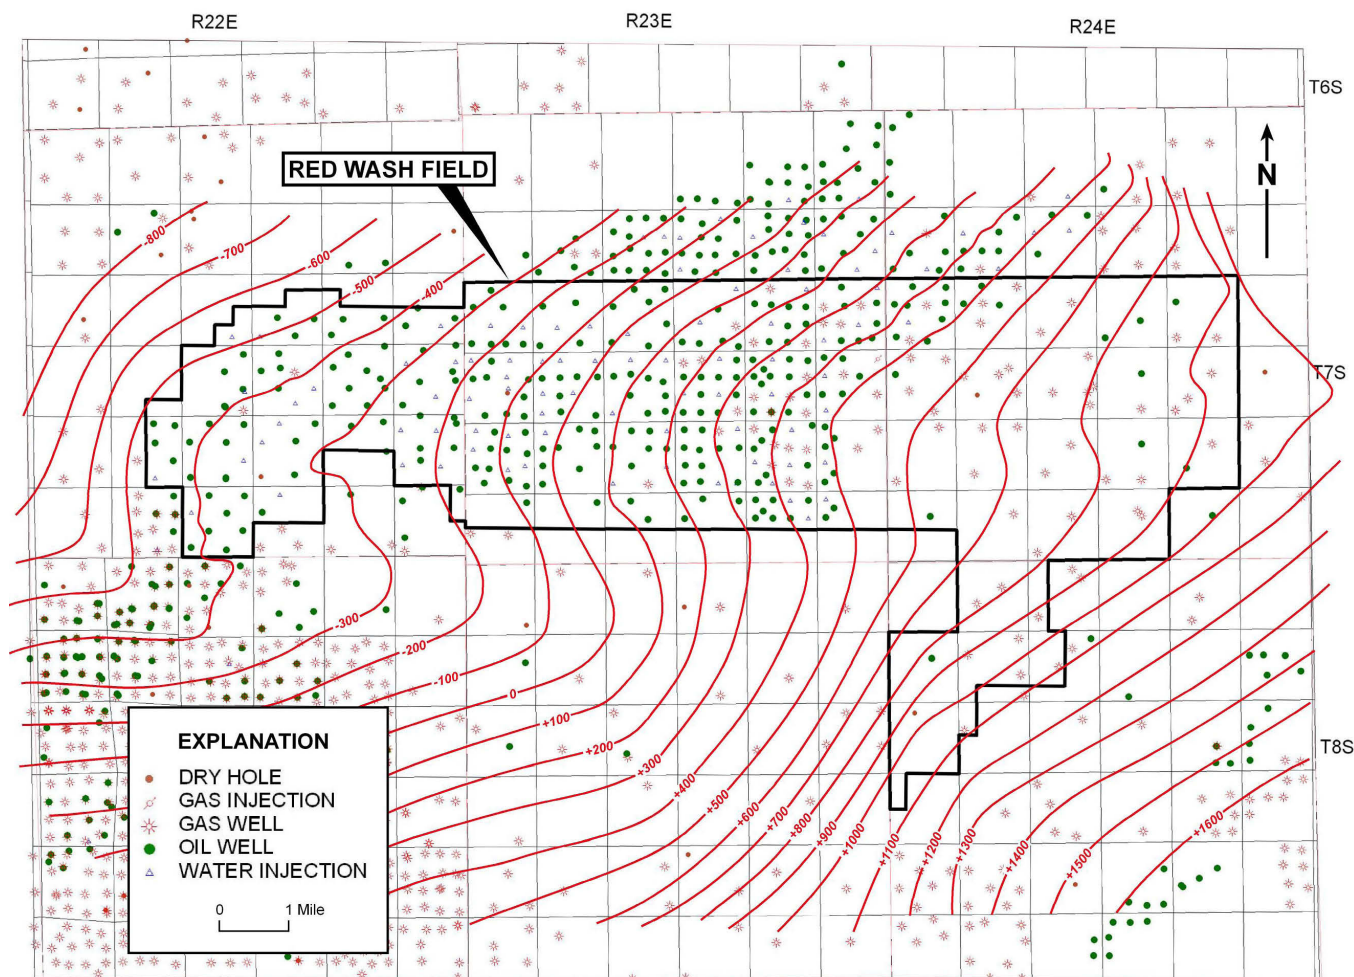 R22E
R23E
R24E
T6S
RED WASH FIELD
N
-800
-700
-600
-500
-400
T7S
-300
-200
-100
0
+100
+200
+300
+400
+500
+600
+700
+800
+900
+1000
+1100
+1200
+1300
+1400
+1500
+1600
T8S
EXPLANATION
DRY HOLE
GAS INJECTION
GAS WELL
OIL WELL
WATER INJECTION
0 1 Mile